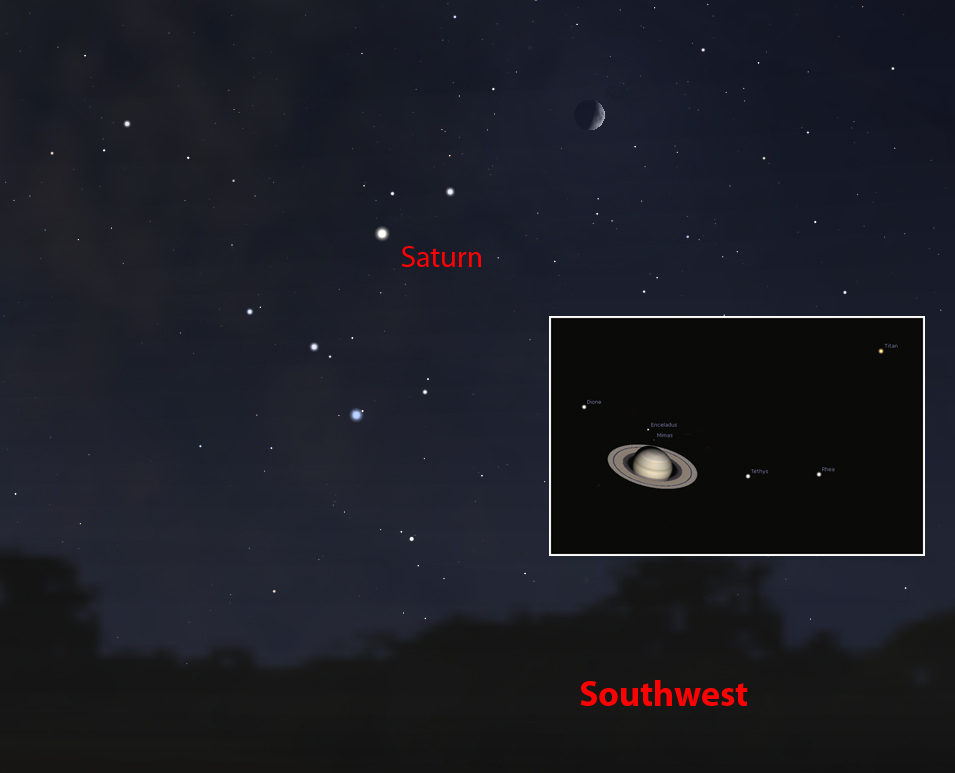 Saturn
Titan
Dione
Enceladus
Mimas
Tethys
Rhea
Southwest